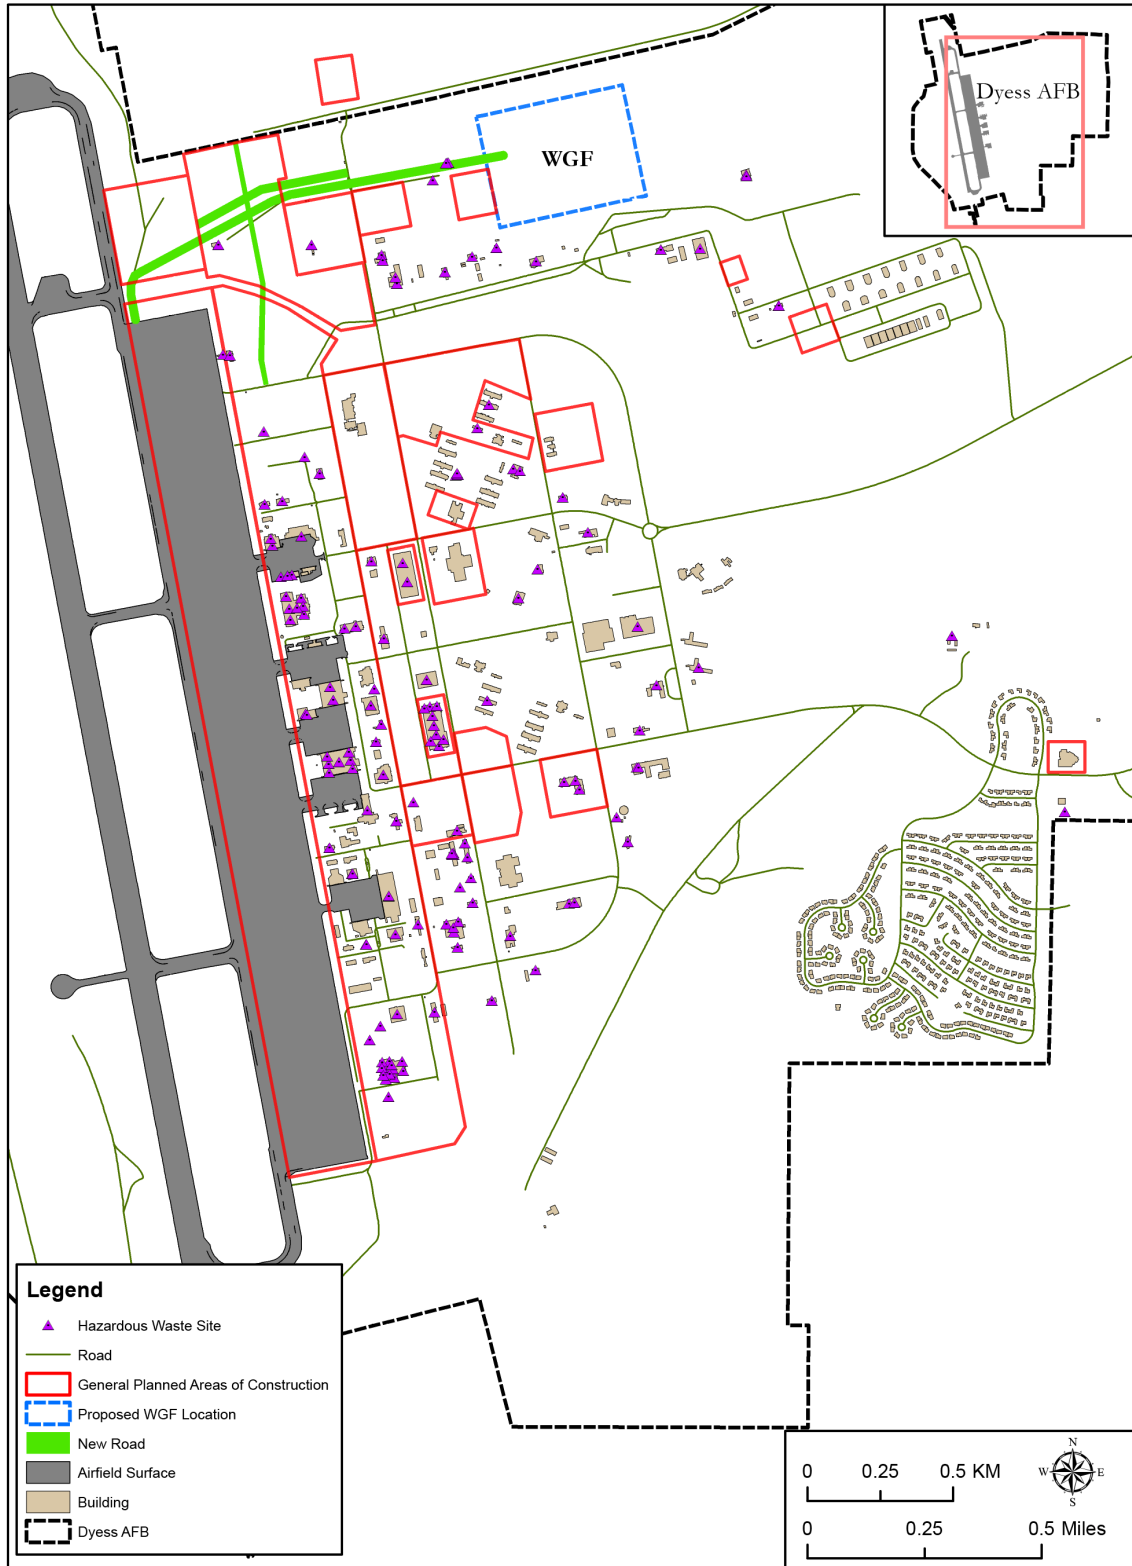 Dyess AFB
WGF
Legend
Hazardous Waste Site
Road
General Planned Areas of Construction
Proposed WGF Location
New Road
Airfield Surface
Building
Dyess AFB
N
W E
S
0 0.25 0.5 KM
0 0.25 0.5 Miles